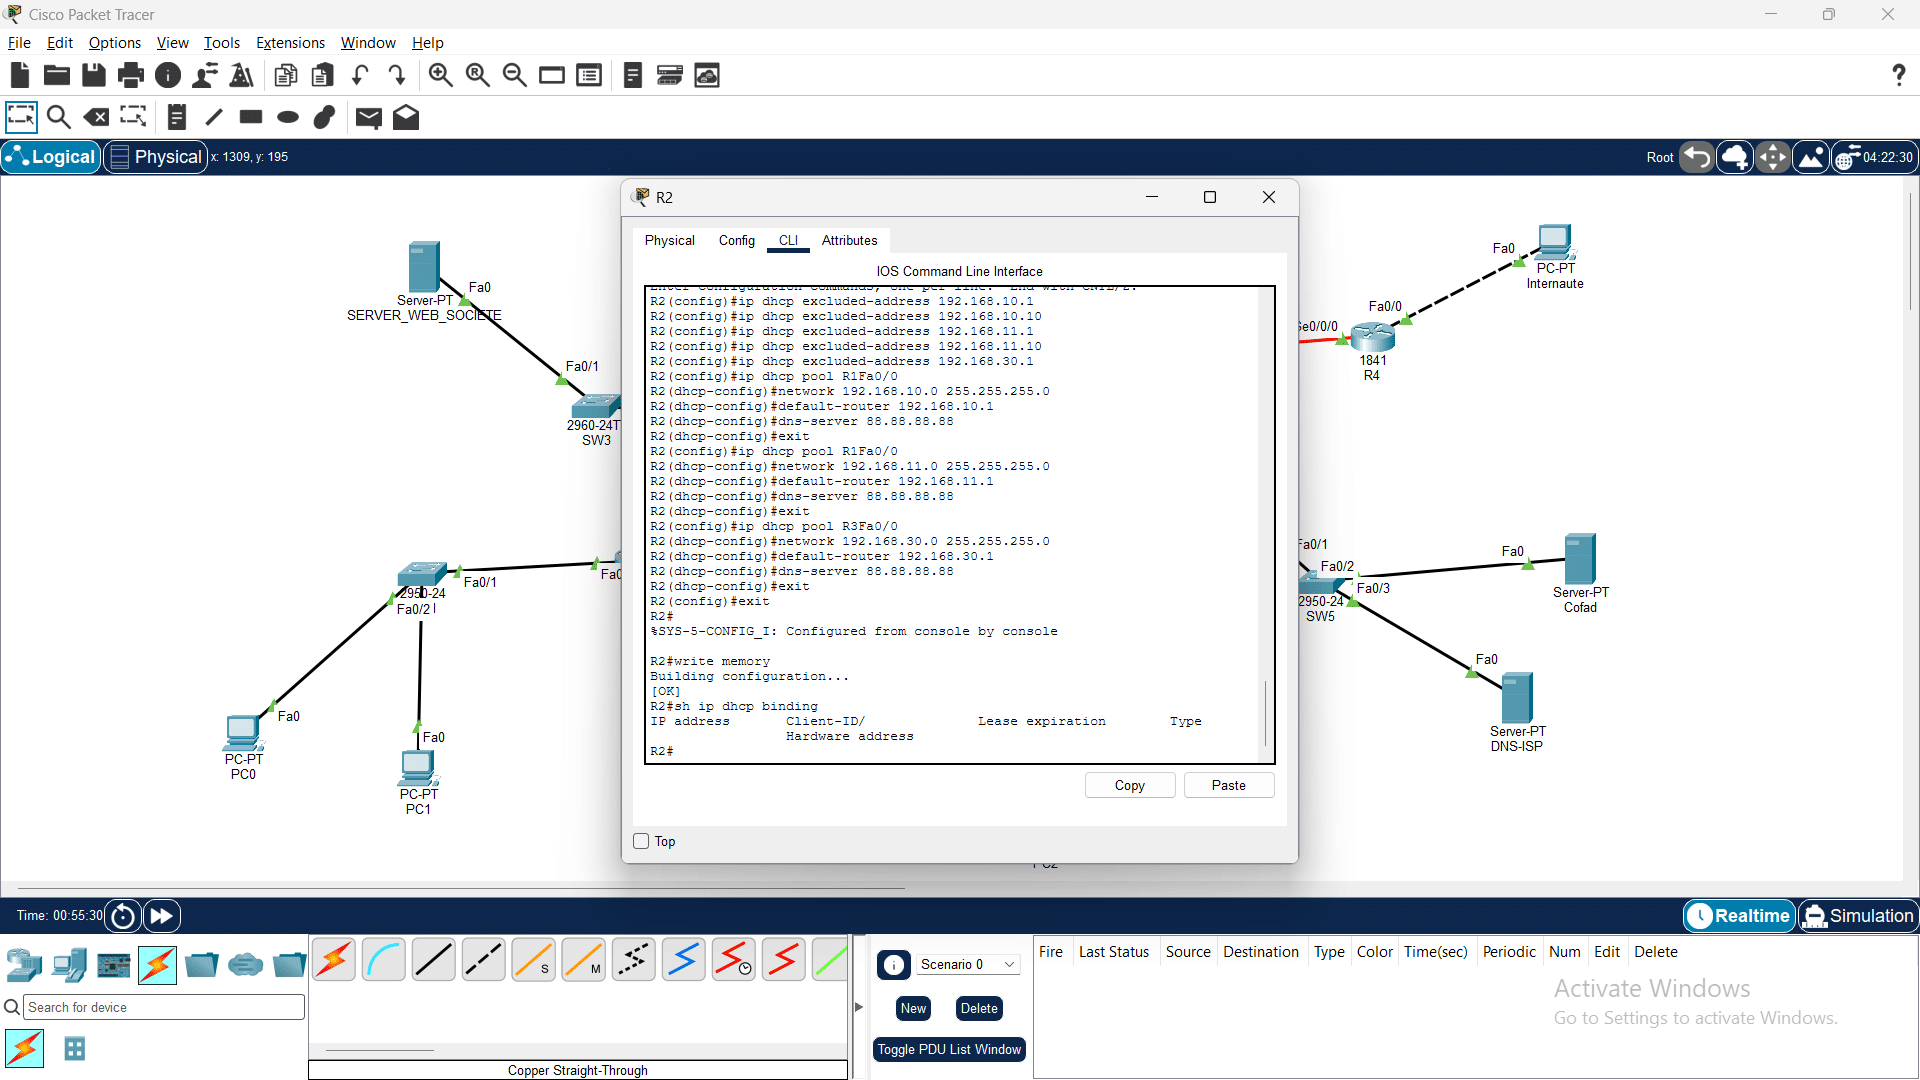 Cisco Packet Tracer
File Edit Options View Tools Extensions Window Help
Logical Physical x: 1309, y: 195
Root 04:22:30
R2
Physical Config CLI Attributes
IOS Command Line Interface
Enter configuration commands, one per line. End with CNTL/Z.
R2(config)#ip dhcp excluded-address 192.168.10.1
R2(config)#ip dhcp excluded-address 192.168.10.10
R2(config)#ip dhcp excluded-address 192.168.11.1
R2(config)#ip dhcp excluded-address 192.168.11.10
R2(config)#ip dhcp excluded-address 192.168.30.1
R2(config)#ip dhcp pool R1Fa0/0
R2(dhcp-config)#network 192.168.10.0 255.255.255.0
R2(dhcp-config)#default-router 192.168.10.1
R2(dhcp-config)#dns-server 88.88.88.88
R2(dhcp-config)#exit
R2(config)#ip dhcp pool R1Fa0/0
R2(dhcp-config)#network 192.168.11.0 255.255.255.0
R2(dhcp-config)#default-router 192.168.11.1
R2(dhcp-config)#dns-server 88.88.88.88
R2(dhcp-config)#exit
R2(config)#ip dhcp pool R3Fa0/0
R2(dhcp-config)#network 192.168.30.0 255.255.255.0
R2(dhcp-config)#default-router 192.168.30.1
R2(dhcp-config)#dns-server 88.88.88.88
R2(dhcp-config)#exit
R2(config)#exit
R2#
%SYS-5-CONFIG_I: Configured from console by console
R2#write memory
Building configuration...
[OK]
R2#sh ip dhcp binding
IP address Client-ID/ Lease expiration Type
Hardware address
R2#
Copy Paste
Top
Fa0
Server-PT
SERVER_WEB_SOCIETE
Fa0/1
2960-24T
SW3
Fa0/1
2950-24
Fa0/2
Fa0
PC-PT
PC0
Fa0
PC-PT
PC1
Fa0
PC-PT
Internaute
Fa0/0
Se0/0/0
1841
R4
Fa0/1
Fa0/2
Fa0/3
2950-24
SW5
Fa0
Server-PT
Cofad
Fa0
Server-PT
DNS-ISP
PC2
Time: 00:55:30
Realtime Simulation
Search for device
Copper Straight-Through
Scenario 0
New Delete
Toggle PDU List Window
Fire Last Status Source Destination Type Color Time(sec) Periodic Num Edit Delete
Activate Windows
Go to Settings to activate Windows.